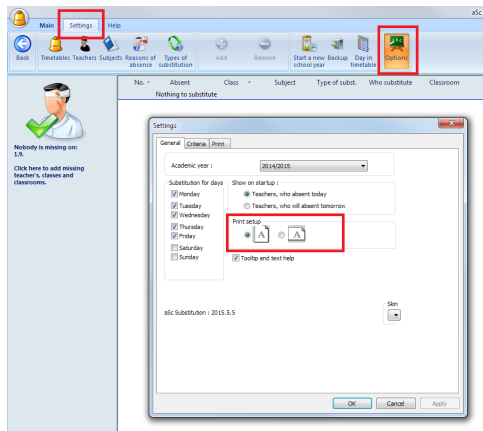 aSc
Main Settings Help
Back Timetables Teachers Subjects Reasons of absence Types of substitution Add Remove Start a new school year Backup Day in timetable Options
No. Absent Class Subject Type of subst. Who substitute Classroom
Nothing to substitute
Nobody is missing on:
1.9.
Click here to add missing
teacher's, classes and
classrooms.
Settings
General Criteria Print
Academic year : 2014/2015
Substitution for days
Monday
Tuesday
Wednesday
Thursday
Friday
Saturday
Sunday
Show on startup :
Teachers, who absent today
Teachers, who will absent tomorrow
Print setup
A A
Tooltip and text help
aSc Substitution : 2015.5.5
Skin
OK Cancel Apply